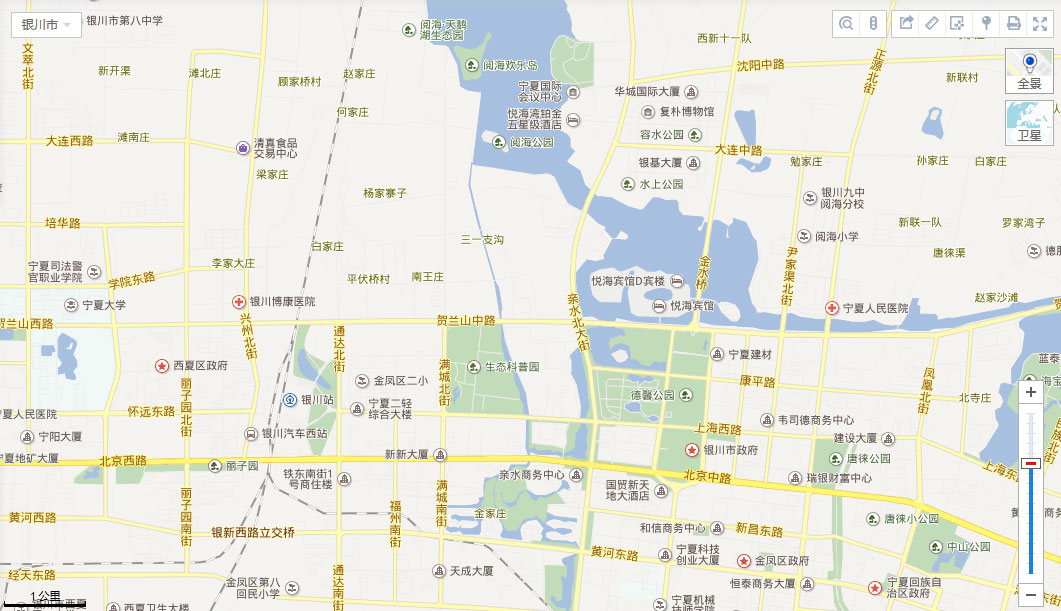 银川市
银川市第八中学
阅海·天鹅
湖生态园
西新十一队
文萃北街
新开渠
滩北庄
顾家桥村
赵家庄
阅海欢乐岛
沈阳中路
正源北街
新联村
全景
宁夏国际
会议中心
华城国际大厦
何家庄
悦海湾铂金
五星级酒店
复朴博物馆
卫星
大连西路
滩南庄
清真食品
交易中心
阅海公园
容水公园
大连中路
银基大厦
勉家庄
孙家庄
白家庄
梁家庄
杨家寨子
水上公园
银川九中
阅海分校
培华路
新联一队
罗家湾子
白家庄
三一支沟
阅海小学
唐徕渠
李家大庄
宁夏司法警
官职业学院
学院东路
平伏桥村
南王庄
金水桥
尹家渠北街
悦海宾馆D宾楼
宁夏大学
银川博康医院
亲水北大街
悦海宾馆
宁夏人民医院
赵家沙滩
贺兰山西路
兴州北街
贺兰山中路
通达北街
宁夏建材
蓝泰
西夏区政府
满城北街
生态科普园
康平路
凤凰北街
丽子园北街
金凤区二小
德馨公园
北寺庄
银川站
宁夏二轻
综合大楼
怀远东路
韦司德商务中心
上海西路
宁阳大厦
银川汽车西站
建设大厦
银川市政府
新新大厦
唐徕公园
北京西路
丽子园
铁东南街1
号商住楼
亲水商务中心
北京中路
瑞银财富中心
国贸新天
地大酒店
满城南街
丽子园南街
福州南街
金家庄
黄河西路
银新西路立交桥
和信商务中心
新昌东路
唐徕小公园
黄河东路
宁夏科技
创业大厦
金凤区政府
中山公园
经天东路
通达南街
天成大厦
金凤区第八
回民小学
恒泰商务大厦
宁夏回族自
治区政府
1公里
宁夏机械
西夏卫生大楼